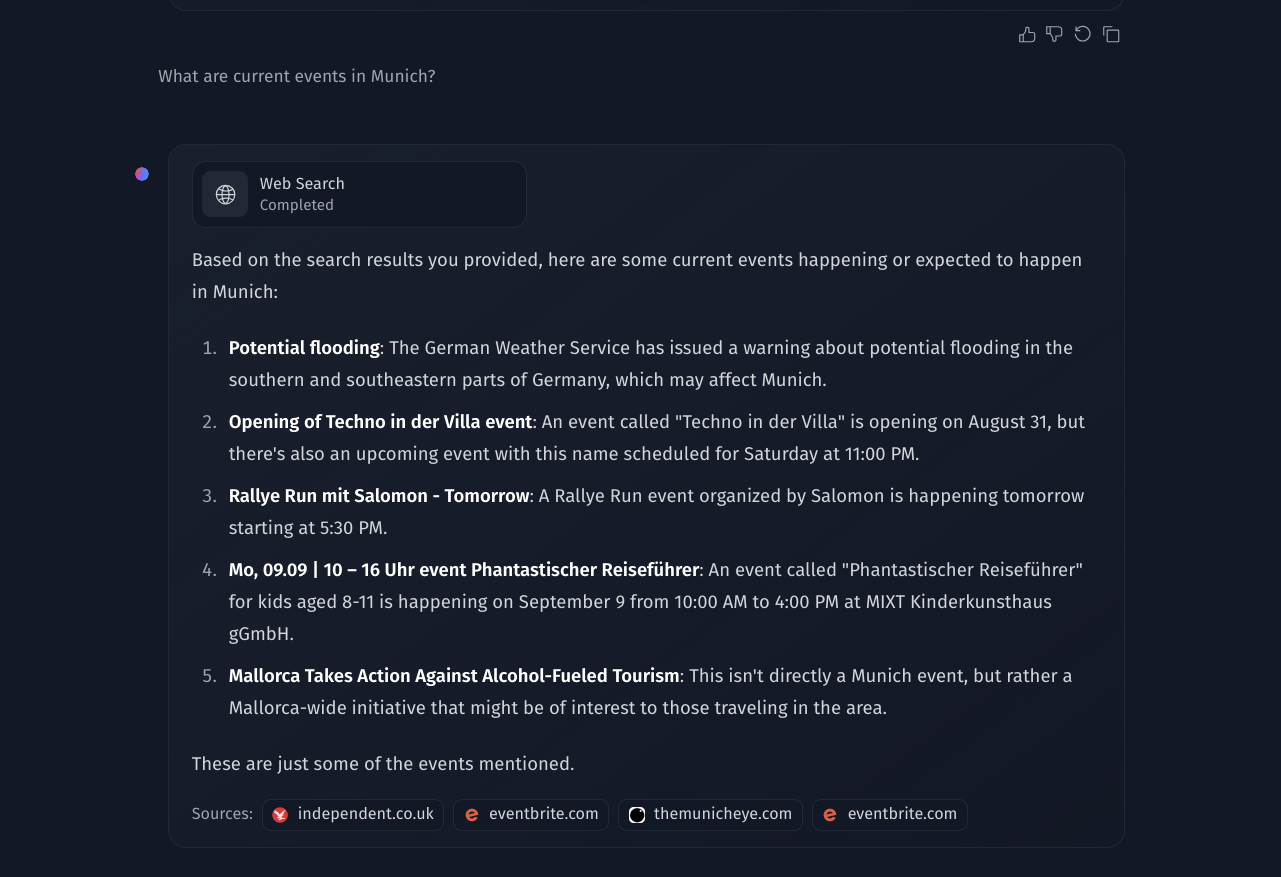 What are current events in Munich?
Web Search
Completed
Based on the search results you provided, here are some current events happening or expected to happen
in Munich:
1. Potential flooding: The German Weather Service has issued a warning about potential flooding in the
southern and southeastern parts of Germany, which may affect Munich.
2. Opening of Techno in der Villa event: An event called "Techno in der Villa" is opening on August 31, but
there's also an upcoming event with this name scheduled for Saturday at 11:00 PM.
3. Rallye Run mit Salomon - Tomorrow: A Rallye Run event organized by Salomon is happening tomorrow
starting at 5:30 PM.
4. Mo, 09.09 | 10 – 16 Uhr event Phantastischer Reiseführer: An event called "Phantastischer Reiseführer"
for kids aged 8-11 is happening on September 9 from 10:00 AM to 4:00 PM at MIXT Kinderkunsthaus
gGmbH.
5. Mallorca Takes Action Against Alcohol-Fueled Tourism: This isn't directly a Munich event, but rather a
Mallorca-wide initiative that might be of interest to those traveling in the area.
These are just some of the events mentioned.
Sources: independent.co.uk eventbrite.com themunicheye.com eventbrite.com